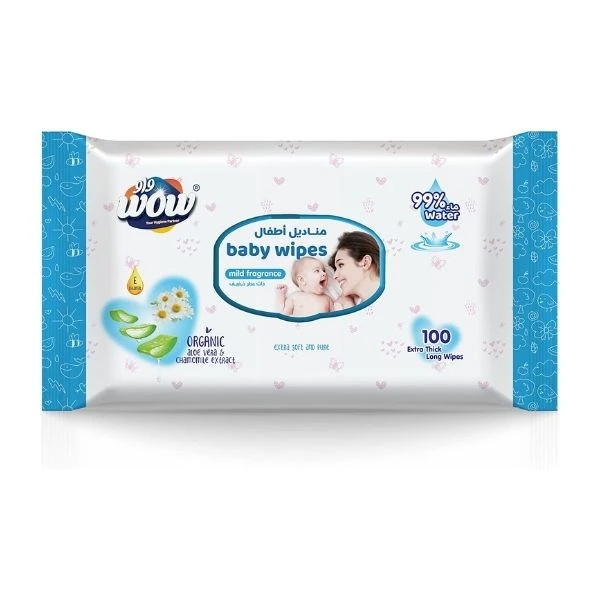 واو
wow®
Your Hygiene Partner
مناديل أطفال
baby wipes
mild fragrance
ذات عطر خفيف
99% ماء
Water
E
ORGANIC
aloe vera &
chamomile extract
extra soft and pure
100
Extra Thick
Long Wipes